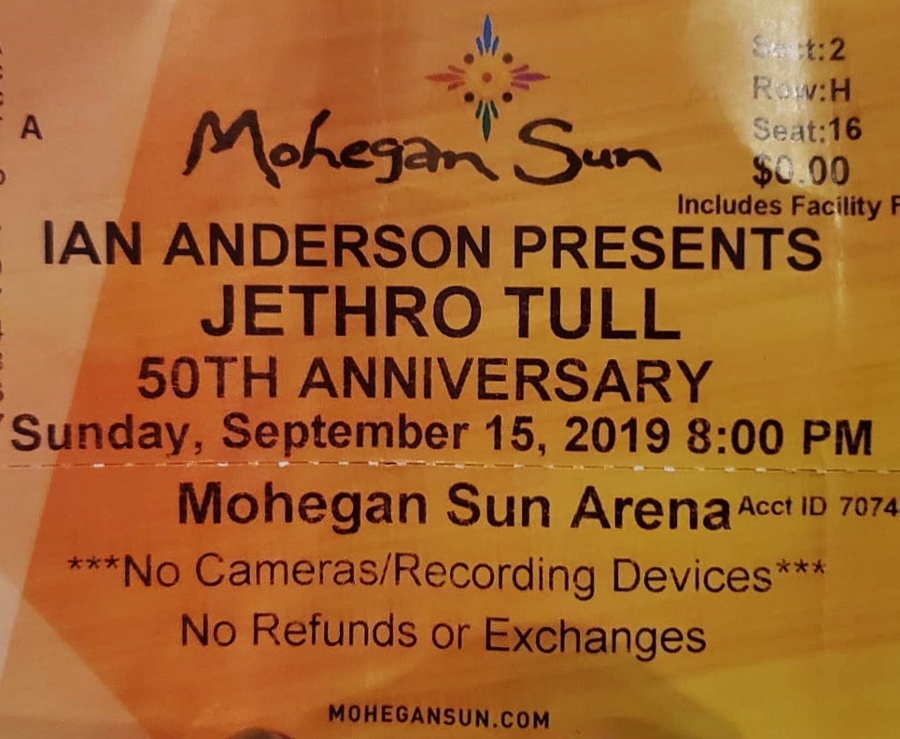 Sect:2
Row:H
A
Seat:16
Mohegan Sun
$0.00
Includes Facility F
IAN ANDERSON PRESENTS
JETHRO TULL
50TH ANNIVERSARY
Sunday, September 15, 2019 8:00 PM
Mohegan Sun Arena Acct ID 7074
***No Cameras/Recording Devices***
No Refunds or Exchanges
MOHEGANSUN.COM